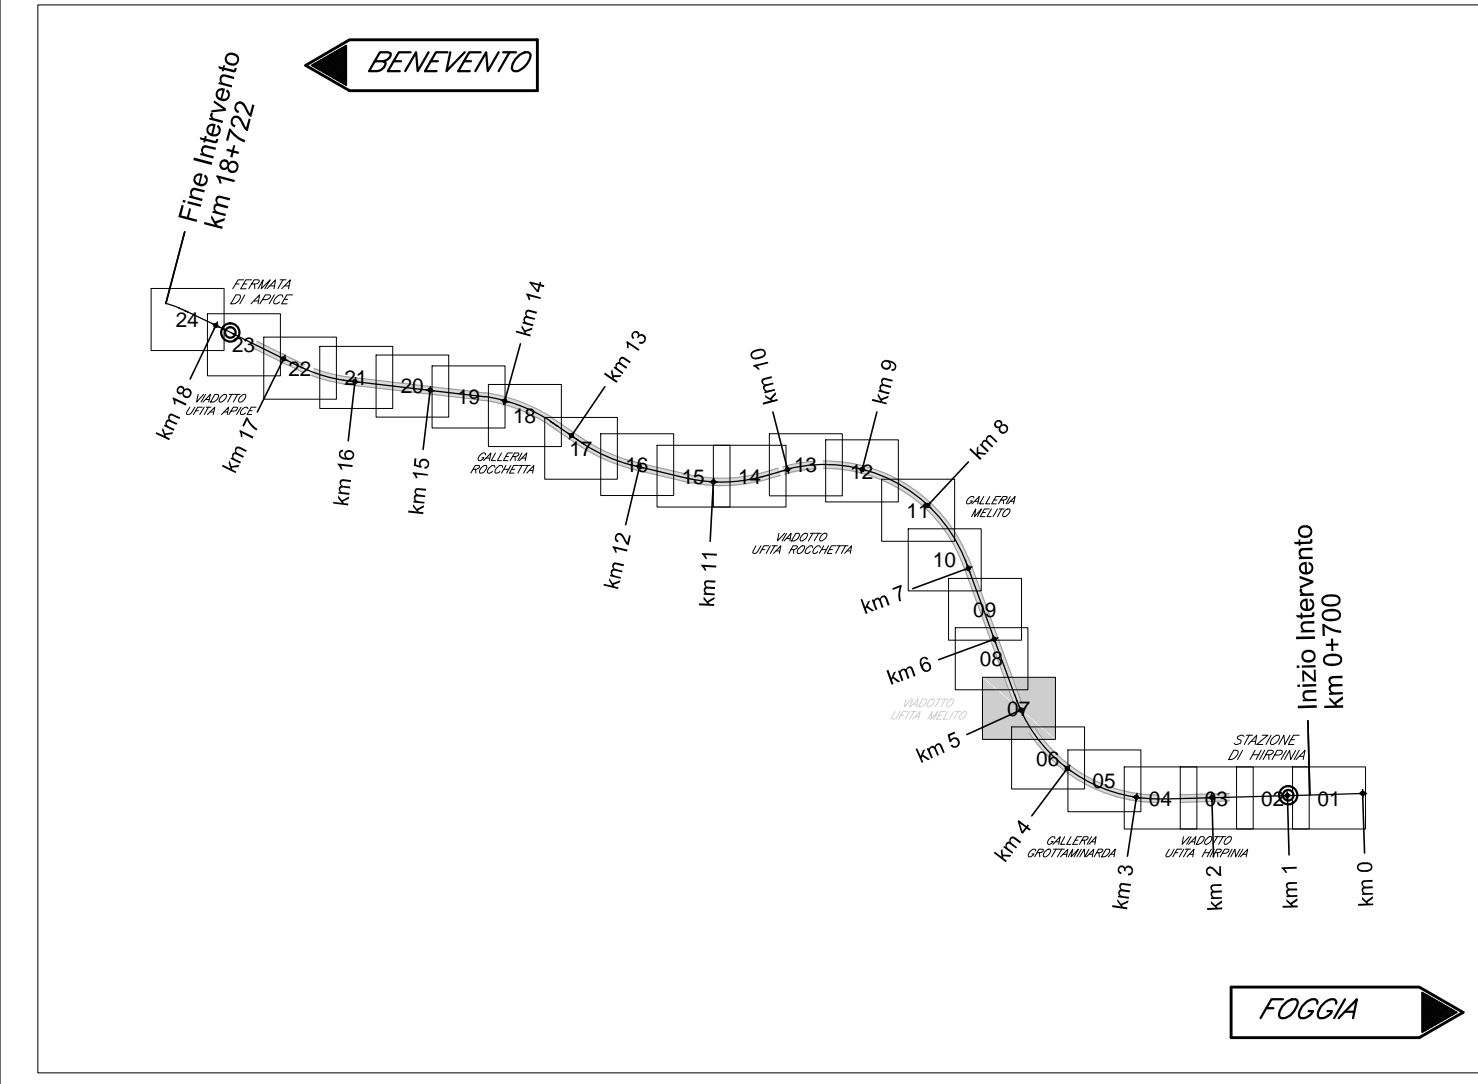 BENEVENTO
Fine Intervento
km 18+722
FERMATA
DI APICE
24
23
22
21
20
19
18
17
16
15
14
13
12
11
10
09
08
07
06
05
04
03
02
01
km 18
VIADOTTO
UFITA APICE
km 17
km 16
km 15
km 14
GALLERIA
ROCCHETTA
km 13
km 12
km 11
km 10
VIADOTTO
UFITA ROCCHETTA
km 9
km 8
GALLERIA
MELITO
km 7
km 6
VIADOTTO
UFITA MELITO
km 5
km 4
GALLERIA
GROTTAMINARDA
km 3
VIADOTTO
UFITA HIRPINIA
km 2
STAZIONE
DI HIRPINIA
km 1
Inizio Intervento
km 0+700
km 0
FOGGIA